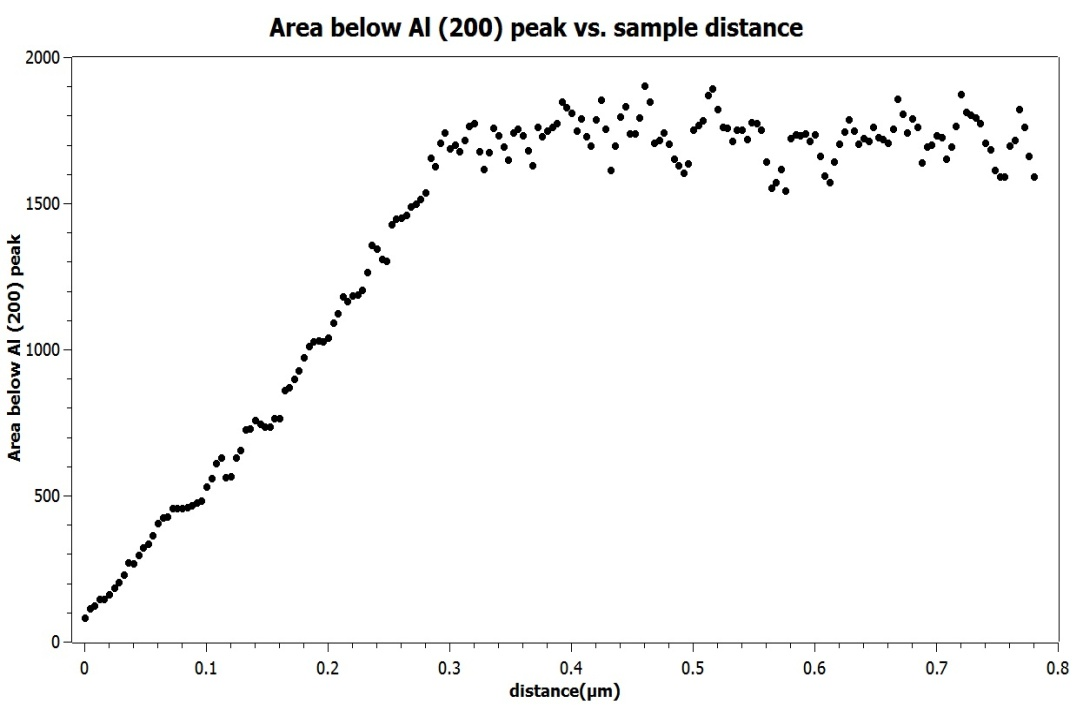 Area below Al (200) peak vs. sample distance
2000
1500
1000
500
0
Area below Al (200) peak
0 0.1 0.2 0.3 0.4 0.5 0.6 0.7 0.8
distance(μm)